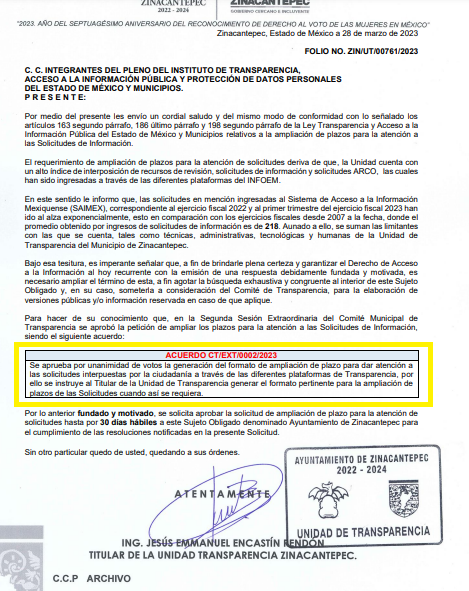 ZINACANTEPEC
2022 - 2024
ZINACANTEPEC
GOBIERNO CERCANO E INCLUYENTE
"2023. AÑO DEL SEPTUAGÉSIMO ANIVERSARIO DEL RECONOCIMIENTO DE DERECHO AL VOTO DE LAS MUJERES EN MÉXICO"
Zinacantepec, Estado de México a 28 de marzo de 2023
FOLIO NO. ZIN/UT/00761/2023
C. C. INTEGRANTES DEL PLENO DEL INSTITUTO DE TRANSPARENCIA,
ACCESO A LA INFORMACIÓN PÚBLICA Y PROTECCIÓN DE DATOS PERSONALES
DEL ESTADO DE MÉXICO Y MUNICIPIOS.
P R E S E N T E:
Por medio del presente les envío un cordial saludo y del mismo modo de conformidad con lo señalado los
artículos 163 segundo párrafo, 186 último párrafo y 198 segundo párrafo de la Ley Transparencia y Acceso a la
Información Pública del Estado de México y Municipios relativos a la ampliación de plazos para la atención a
las Solicitudes de Información.
El requerimiento de ampliación de plazos para la atención de solicitudes deriva de que, la Unidad cuenta con
un alto índice de interposición de recursos de revisión, solicitudes de información y solicitudes ARCO, las cuales
han sido ingresadas a través de las diferentes plataformas del INFOEM.
En este sentido le informo que, las solicitudes en mención ingresadas al Sistema de Acceso a la Información
Mexiquense (SAIMEX), correspondiente al ejercicio fiscal 2022 y al primer trimestre del ejercicio fiscal 2023 han
ido al alza exponencialmente, esto en comparación con los ejercicios fiscales desde 2007 a la fecha, donde el
promedio obtenido por ingresos de solicitudes de información es de 218. Aunado a ello, se suman las limitantes
con las que se cuenta, tales como técnicas, administrativas, tecnológicas y humanas de la Unidad de
Transparencia del Municipio de Zinacantepec.
Bajo esa tesitura, es imperante señalar que, a fin de brindarle plena certeza y garantizar el Derecho de Acceso
a la Información al hoy recurrente con la emisión de una respuesta debidamente fundada y motivada, es
necesario ampliar el término de esta, a fin agotar la búsqueda exhaustiva y congruente al interior de este Sujeto
Obligado y, en su caso, someterla a consideración del Comité de Transparencia, para la elaboración de
versiones públicas y/o información reservada en caso de que aplique.
Para hacer de su conocimiento que, en la Segunda Sesión Extraordinaria del Comité Municipal de
Transparencia se aprobó la petición de ampliar los plazos para la atención a las Solicitudes de Información,
siendo el siguiente acuerdo:
ACUERDO CT/EXT/0002/2023
Se aprueba por unanimidad de votos la generación del formato de ampliación de plazo para dar atención a
las solicitudes interpuestas por la ciudadanía a través de las diferentes plataformas de Transparencia, por
ello se instruye al Titular de la Unidad de Transparencia generar el formato pertinente para la ampliación de
plazos de las Solicitudes cuando así se requiera.
Por lo anterior fundado y motivado, se solicita aprobar la solicitud de ampliación de plazo para la atención de
solicitudes hasta por 30 días hábiles a este Sujeto Obligado denominado Ayuntamiento de Zinacantepec para
el cumplimiento de las resoluciones notificadas en la presente Solicitud.
Sin otro particular quedo de usted, quedando a sus órdenes.
A T E N T A M E N T E
ING. JESÚS EMMANUEL ENCASTÍN RENDÓN
TITULAR DE LA UNIDAD TRANSPARENCIA ZINACANTEPEC.
AYUNTAMIENTO DE ZINACANTEPEC
2022 - 2024
UNIDAD DE TRANSPARENCIA
C.C.P ARCHIVO